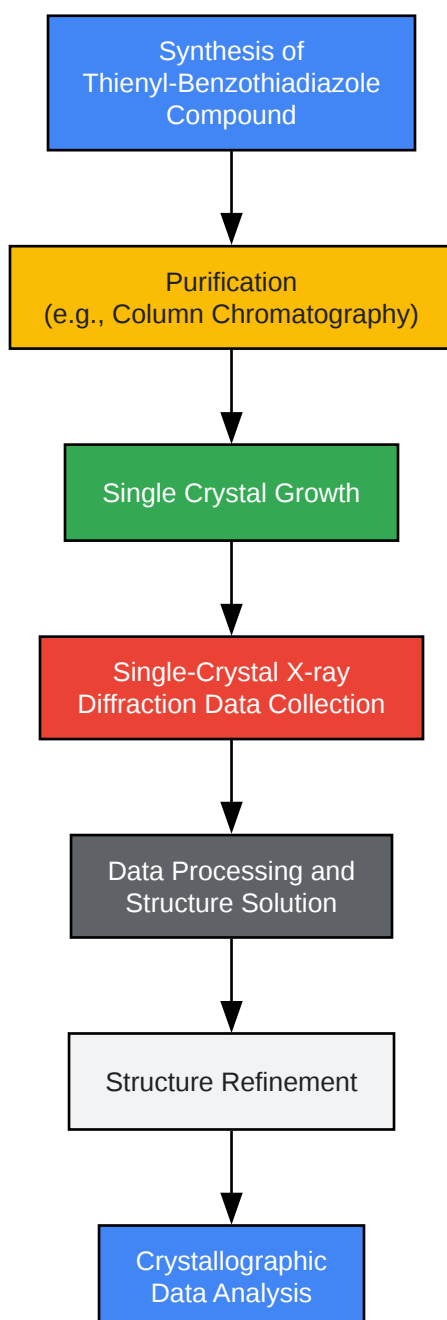 Synthesis of
Thienyl-Benzothiadiazole
Compound
Purification
(e.g., Column Chromatography)
Single Crystal Growth
Single-Crystal X-ray
Diffraction Data Collection
Data Processing and
Structure Solution
Structure Refinement
Crystallographic
Data Analysis